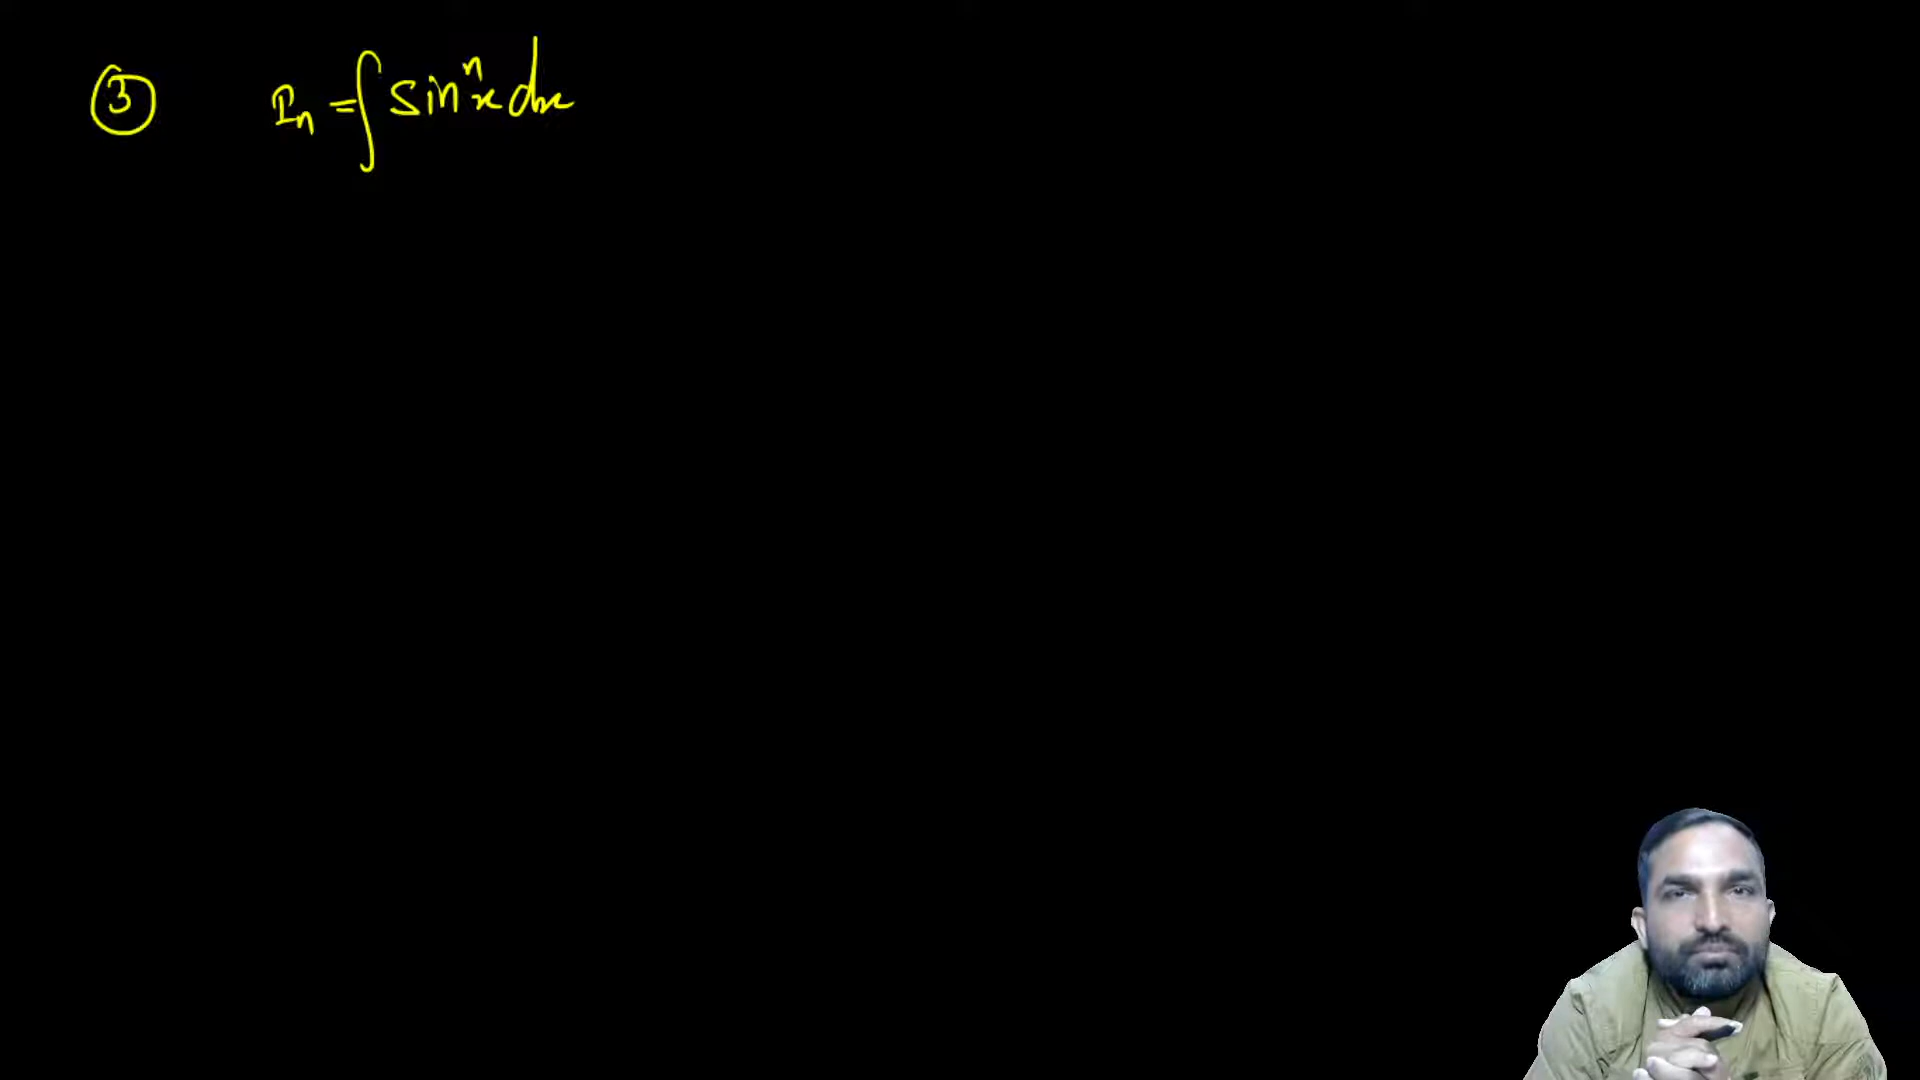 ③ Iₙ = ∫ sinⁿx dx